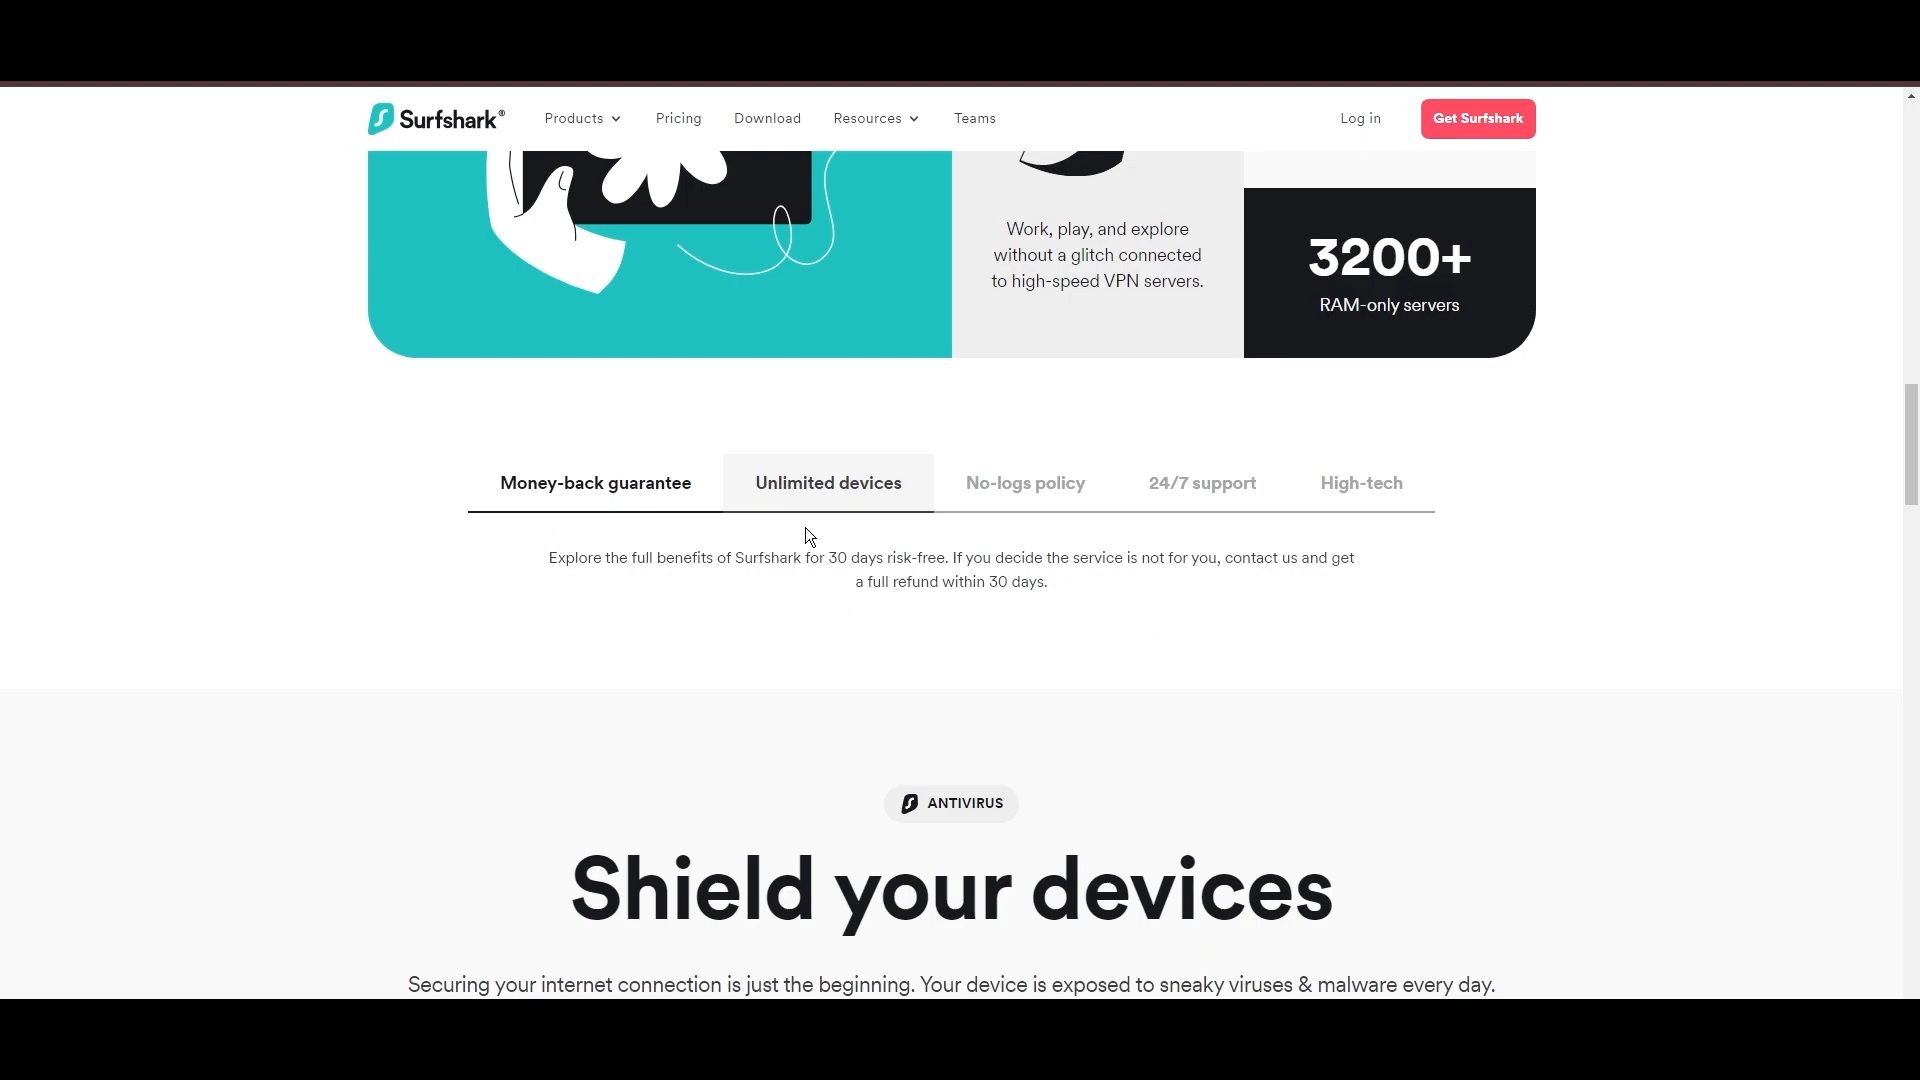 Surfshark®
Products
Pricing
Download
Resources
Teams
Log in
Get Surfshark
Work, play, and explore
without a glitch connected
to high-speed VPN servers.
3200+
RAM-only servers
Money-back guarantee
Unlimited devices
No-logs policy
24/7 support
High-tech
Explore the full benefits of Surfshark for 30 days risk-free. If you decide the service is not for you, contact us and get
a full refund within 30 days.
ANTIVIRUS
Shield your devices
Securing your internet connection is just the beginning. Your device is exposed to sneaky viruses & malware every day.